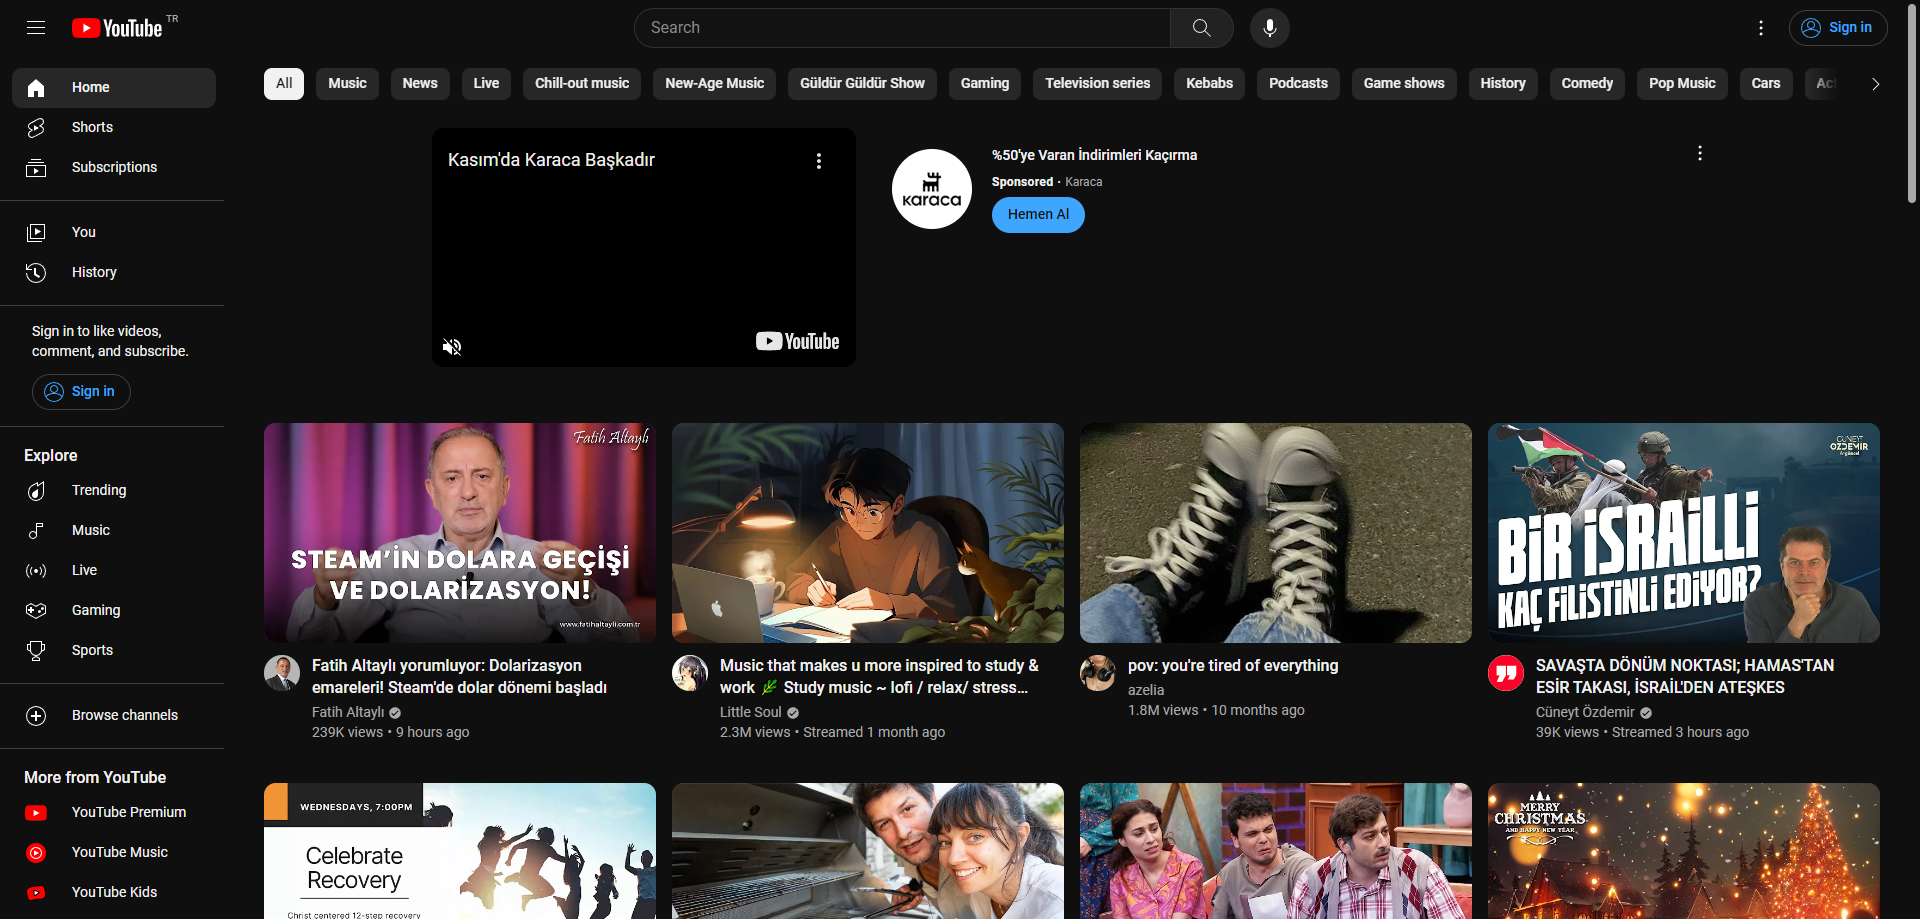 YouTube TR
Search
Sign in
Home
Shorts
Subscriptions
You
History
Sign in to like videos,
comment, and subscribe.
Sign in
Explore
Trending
Music
Live
Gaming
Sports
Browse channels
More from YouTube
YouTube Premium
YouTube Music
YouTube Kids
All
Music
News
Live
Chill-out music
New-Age Music
Güldür Güldür Show
Gaming
Television series
Kebabs
Podcasts
Game shows
History
Comedy
Pop Music
Cars
Kasım'da Karaca Başkadır
YouTube
karaca
%50'ye Varan İndirimleri Kaçırma
Sponsored · Karaca
Hemen Al
Fatih Altaylı
STEAM'İN DOLARA GEÇİŞİ
VE DOLARİZASYON!
www.fatihaltayli.com.tr
Fatih Altaylı yorumluyor: Dolarizasyon
emareleri! Steam'de dolar dönemi başladı
Fatih Altaylı
239K views • 9 hours ago
Music that makes u more inspired to study &
work 🌿 Study music ~ lofi / relax/ stress...
Little Soul
2.3M views • Streamed 1 month ago
pov: you're tired of everything
azelia
1.8M views • 10 months ago
CÜNEYT
ÖZDEMİR
BİR İSRAİLLİ
KAÇ FİLİSTİNLİ EDİYOR?
SAVAŞTA DÖNÜM NOKTASI; HAMAS'TAN
ESİR TAKASI, İSRAİL'DEN ATEŞKES
Cüneyt Özdemir
39K views • Streamed 3 hours ago
WEDNESDAYS, 7:00PM
Celebrate
Recovery
Christ centered 12-step recovery
MERRY
CHRISTMAS
AND HAPPY NEW YEAR